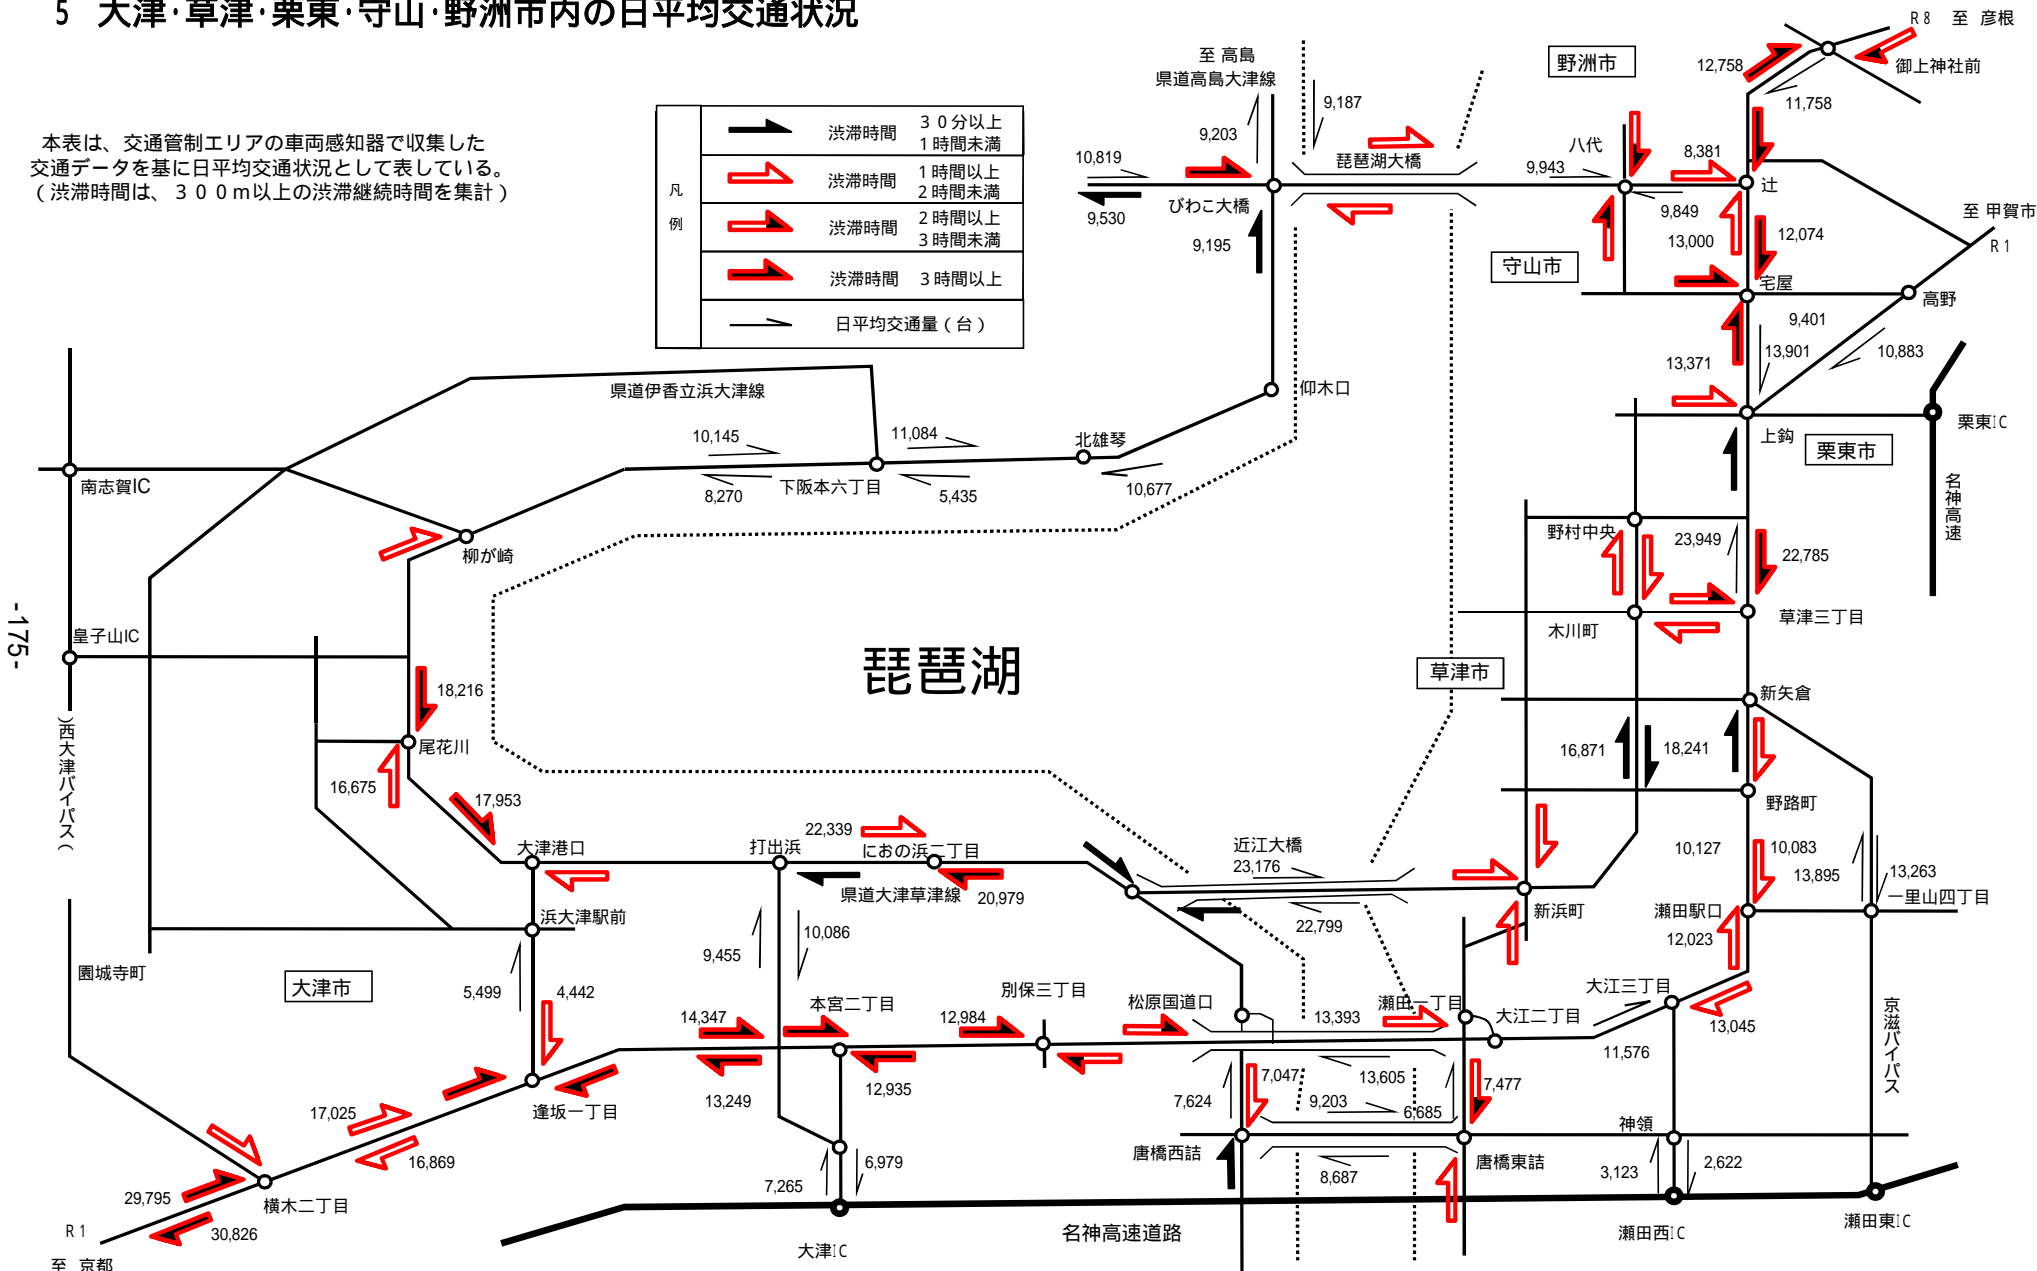 5 大津・草津・栗東・守山・野洲市内の日平均交通状況
本表は、交通管制エリアの車両感知器で収集した
交通データを基に日平均交通状況として表している。
(渋滞時間は、300m以上の渋滞継続時間を集計)
凡例
渋滞時間 30分以上 1時間未満
渋滞時間 1時間以上 2時間未満
渋滞時間 2時間以上 3時間未満
渋滞時間 3時間以上
日平均交通量(台)
R8 至 彦根
御上神社前
12,758
11,758
野洲市
至 高島
県道高島大津線
9,187
9,203
10,819
琵琶湖大橋
9,530
びわこ大橋
9,195
八代
9,943
8,381
辻
9,849
13,000
12,074
至 甲賀市
R1
守山市
宅屋
高野
9,401
13,901
10,883
13,371
仰木口
上鈎
栗東市
栗東IC
名神高速
県道伊香立浜大津線
10,145
11,084
北雄琴
8,270
下阪本六丁目
5,435
10,677
南志賀IC
柳が崎
野村中央
23,949
22,785
木川町
草津三丁目
皇子山IC
琵琶湖
草津市
-175-
18,216
尾花川
16,675
17,953
)西大津バイパス(
新矢倉
16,871
18,241
野路町
大津港口
打出浜
22,339
におの浜二丁目
県道大津草津線
20,979
近江大橋
23,176
22,799
新浜町
10,127
10,083
13,895
13,263
一里山四丁目
瀬田駅口
12,023
浜大津駅前
園城寺町
大津市
9,455
10,086
5,499
4,442
14,347
本宮二丁目
12,984
別保三丁目
松原国道口
13,393
瀬田一丁目
大江二丁目
大江三丁目
13,045
11,576
京滋バイパス
13,249
12,935
逢坂一丁目
17,025
16,869
7,624
7,047
13,605
9,203
6,685
7,477
唐橋西詰
8,687
唐橋東詰
神領
3,123
2,622
29,795
横木二丁目
30,826
R1
至 京都
7,265
6,979
大津IC
名神高速道路
瀬田西IC
瀬田東IC